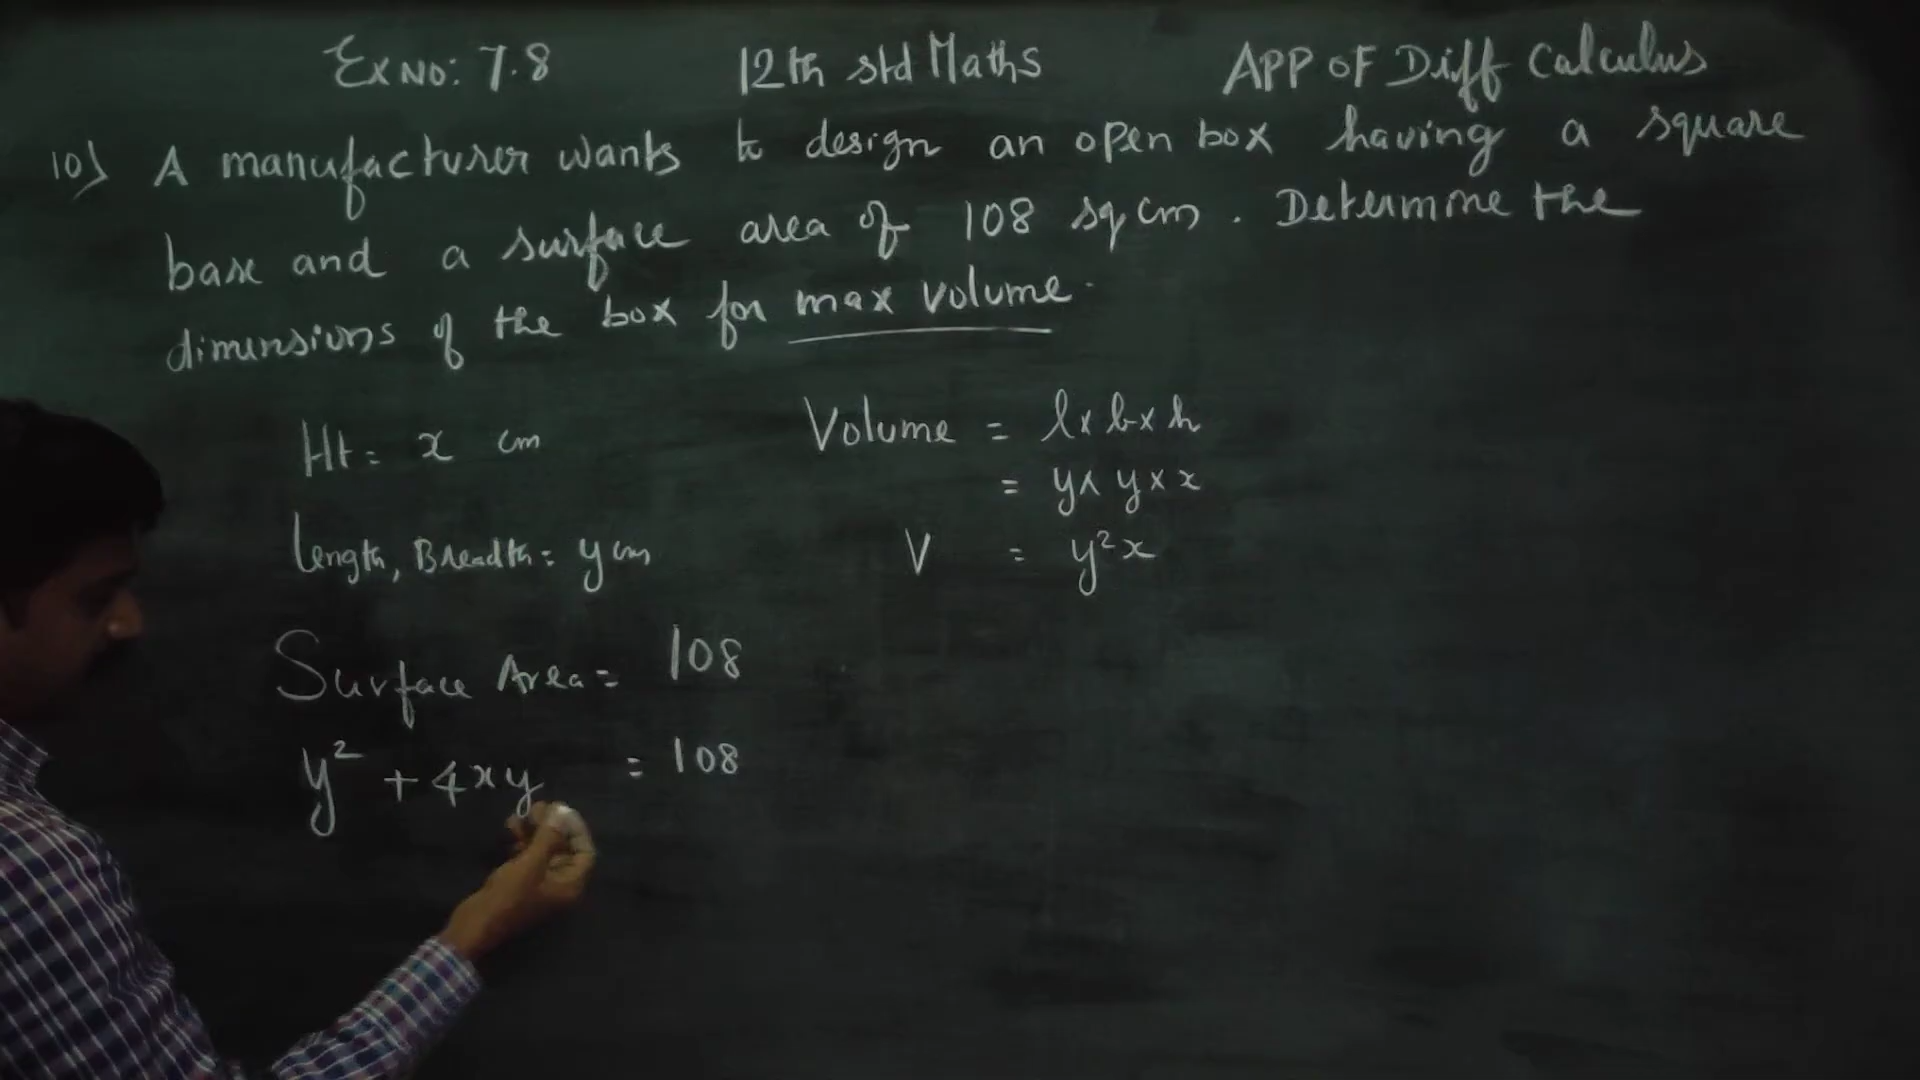 Ex No: 7.8 12th std Maths APP OF Diff Calculus
10) A manufacturer wants to design an open box having a square
base and a surface area of 108 sq cm. Determine the
dimensions of the box for max volume.
Ht = x cm
Volume = l x b x h
= y x y x x
Length, Breadth = y cm
V = y²x
Surface Area = 108
y² + 4xy = 108